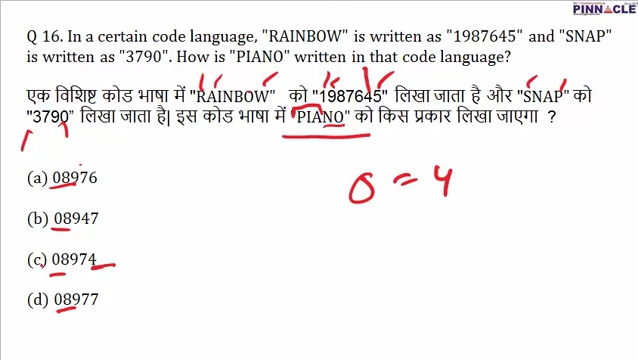 PINNACLE
Q 16. In a certain code language, "RAINBOW" is written as "1987645" and "SNAP"
is written as "3790". How is "PIANO" written in that code language?
एक विशिष्ट कोड भाषा में "RAINBOW" को "1987645" लिखा जाता है और "SNAP" को
"3790" लिखा जाता है| इस कोड भाषा में "PIANO" को किस प्रकार लिखा जाएगा ?
(a) 08976
(b) 08947
(c) 08974
(d) 08977
O = 4